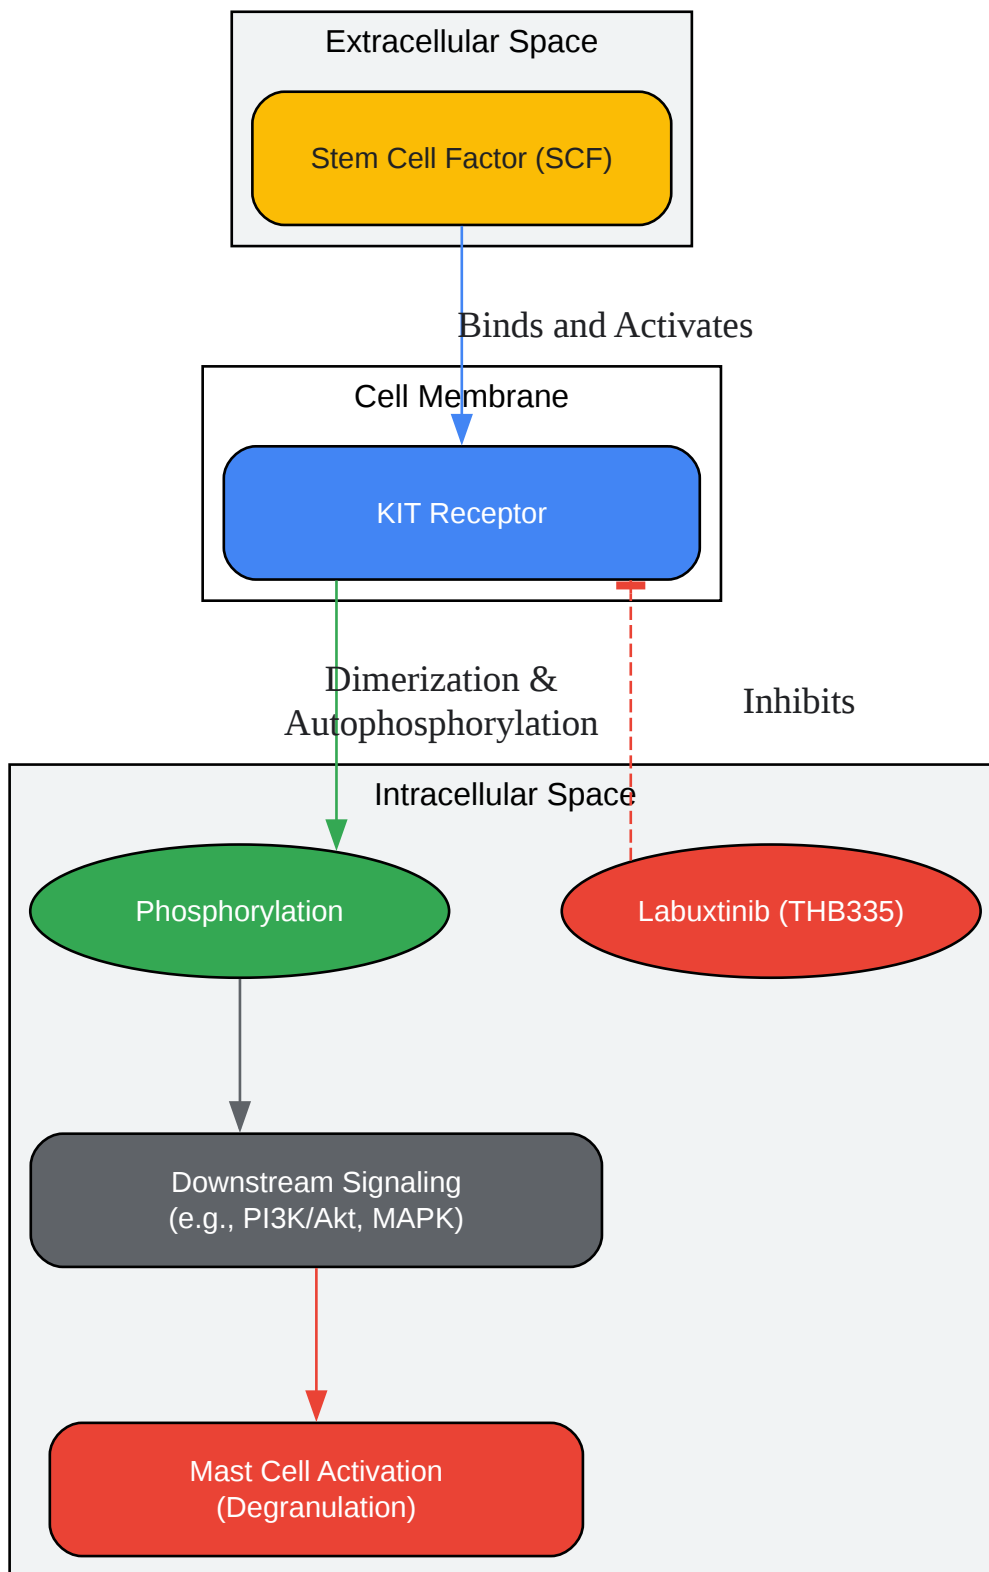 Extracellular Space
Stem Cell Factor (SCF)
Binds and Activates
Cell Membrane
KIT Receptor
Dimerization &
Autophosphorylation
Inhibits
Intracellular Space
Phosphorylation
Labuxtinib (THB335)
Downstream Signaling
(e.g., PI3K/Akt, MAPK)
Mast Cell Activation
(Degranulation)